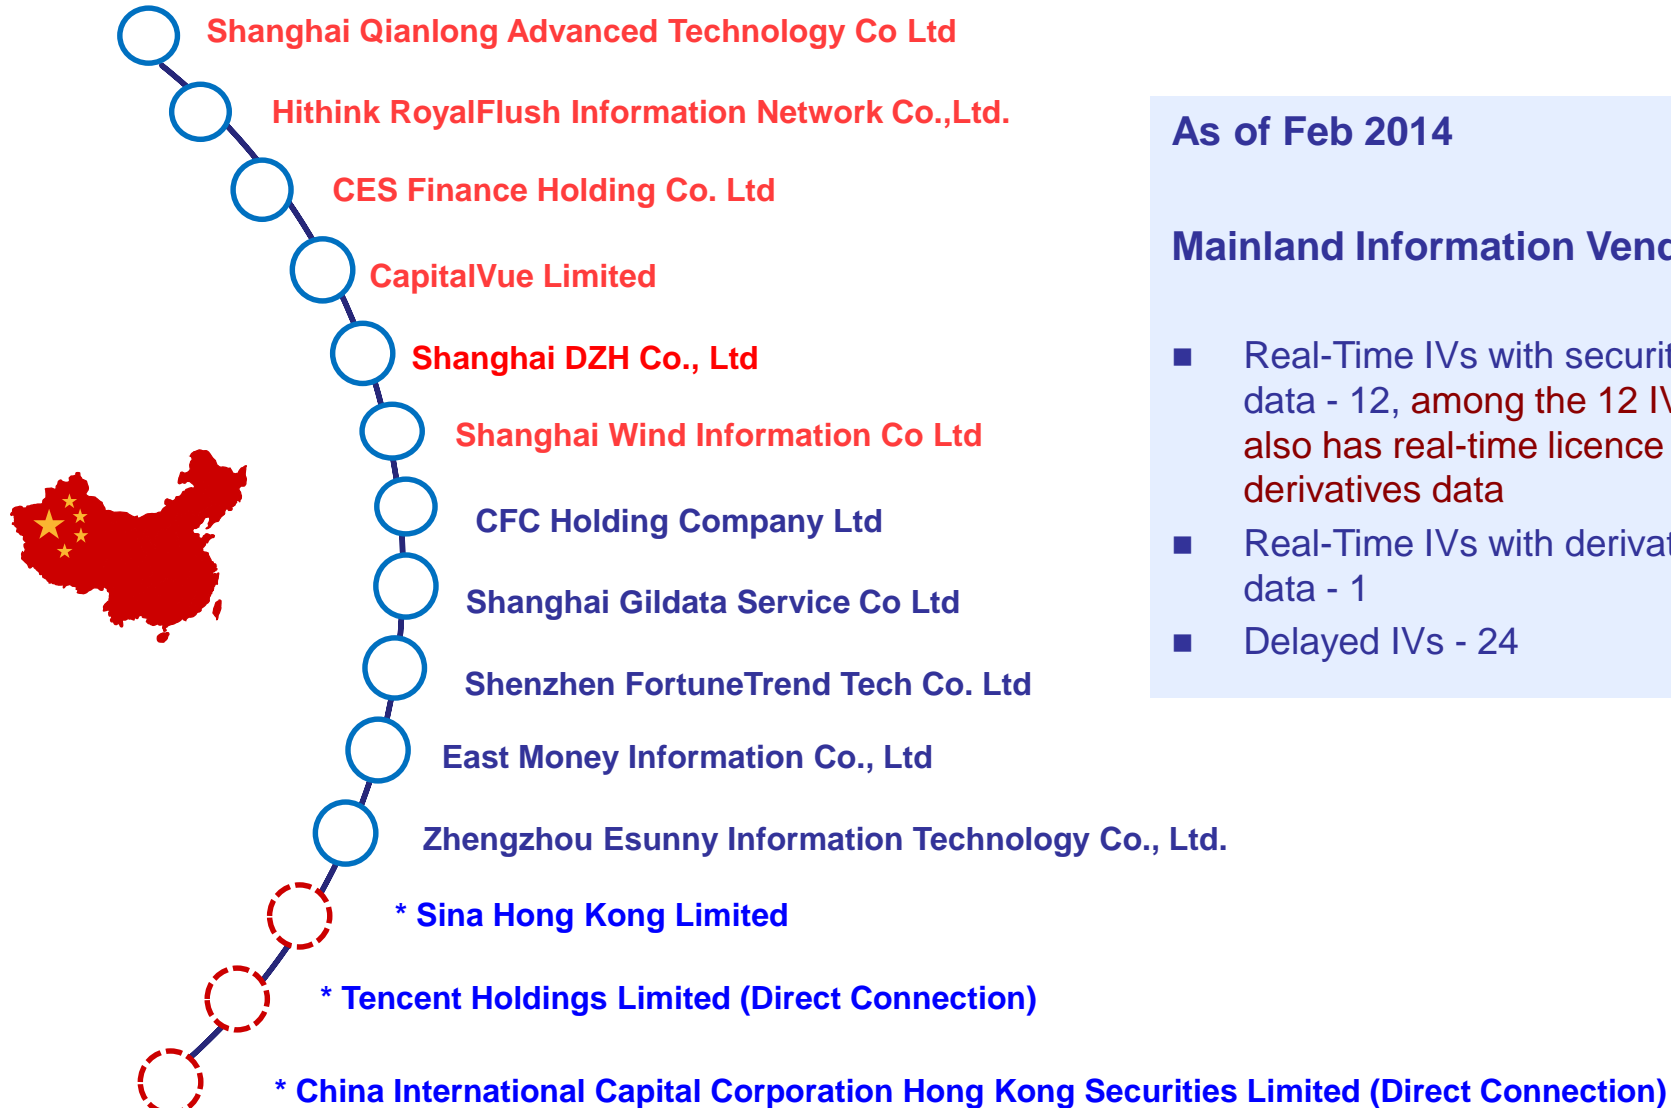 Shanghai Qianlong Advanced Technology Co Ltd
Hithink RoyalFlush Information Network Co.,Ltd.
CES Finance Holding Co. Ltd
CapitalVue Limited
Shanghai DZH Co., Ltd
Shanghai Wind Information Co Ltd
CFC Holding Company Ltd
Shanghai Gildata Service Co Ltd
Shenzhen FortuneTrend Tech Co. Ltd
East Money Information Co., Ltd
Zhengzhou Esunny Information Technology Co., Ltd.
* Sina Hong Kong Limited
* Tencent Holdings Limited (Direct Connection)
* China International Capital Corporation Hong Kong Securities Limited (Direct Connection)
As of Feb 2014
Mainland Information
■ Real-Time IVs with
data - 12, among the 12
also has real-time licence
derivatives data
■ Real-Time IVs with
data - 1
■ Delayed IVs - 24